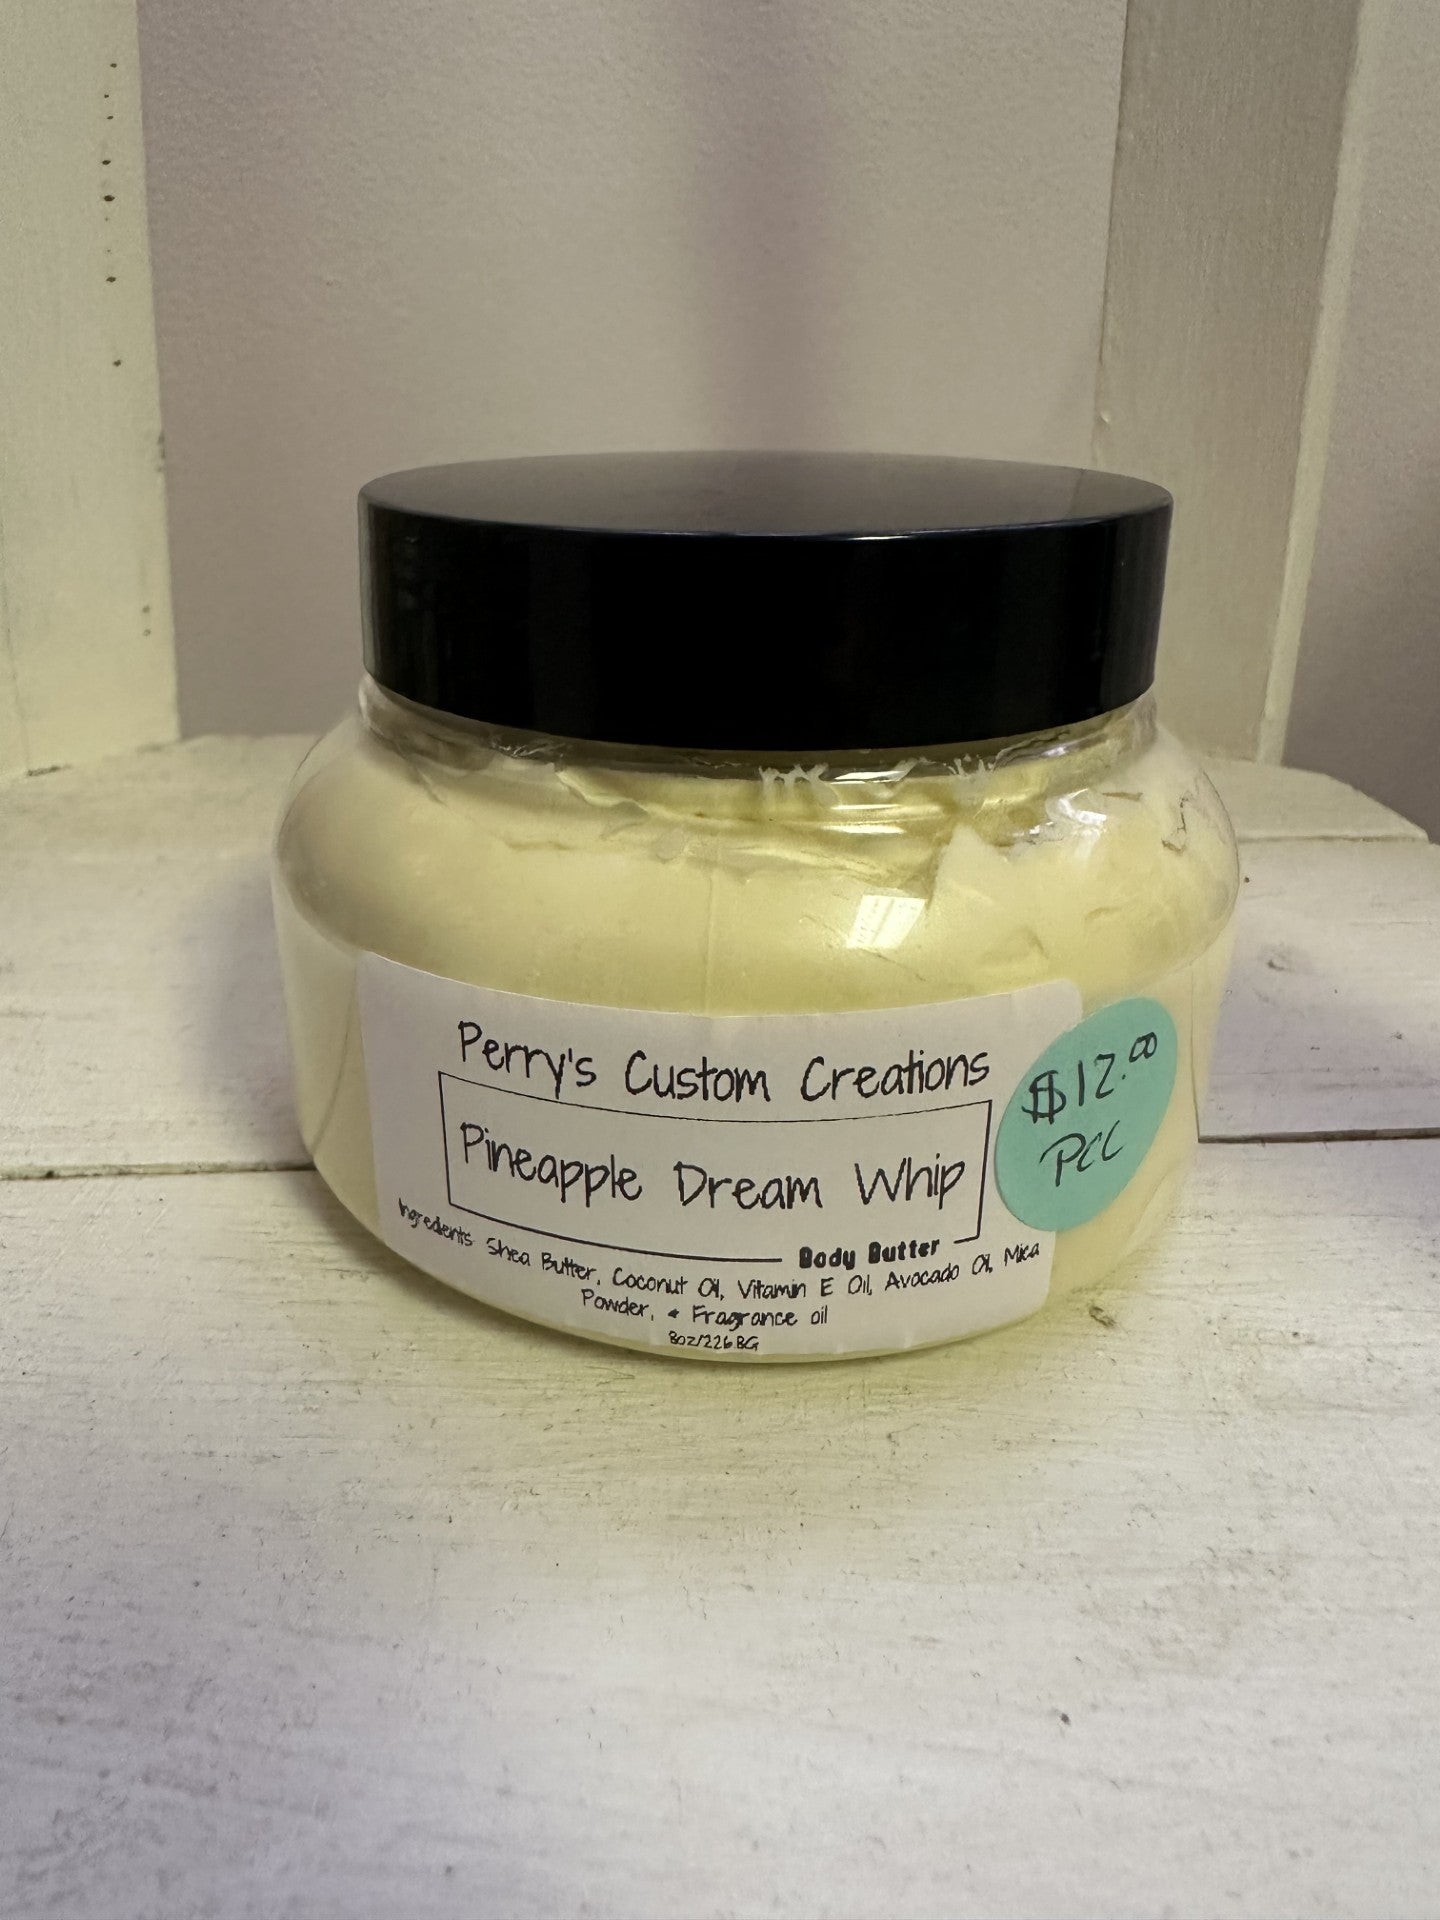 Perry's Custom Creations
Pineapple Dream Whip
Body Butter
Ingredients: Shea Butter, Coconut Oil, Vitamin E Oil, Avocado Oil, Mica
Powder, & Fragrance oil
8oz/226.8G
$12.00
PCC